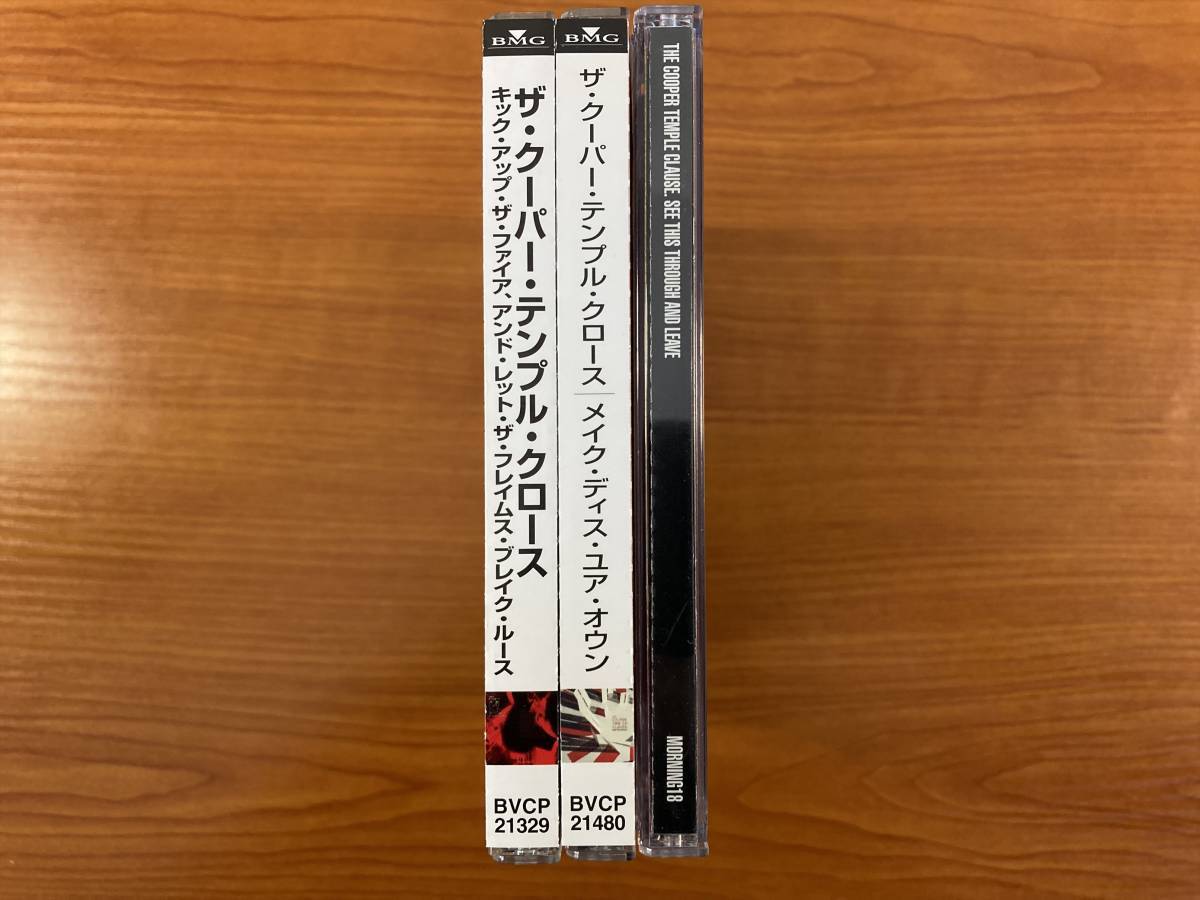 BMG
ザ・クーパー・テンプル・クロース
キック・アップ・ザ・ファイア、アンド・レット・ザ・フレイムス・ブレイク・ルース
BVCP
21329
BMG
ザ・クーパー・テンプル・クロース
メイク・ディス・ユア・オウン
BVCP
21480
THE COOPER TEMPLE CLAUSE. SEE THIS THROUGH AND LEAVE
MORNING18